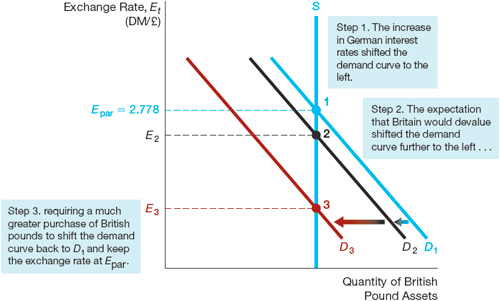 Exchange Rate, Et
(DM/£)
S
Step 1. The increase
in German interest
rates shifted the
demand curve to the
left.
Epar = 2.778
1
Step 2. The expectation
that Britain would devalue
shifted the demand
curve further to the left . . .
E2
2
E3
3
Step 3. requiring a much
greater purchase of British
pounds to shift the demand
curve back to D1 and keep
the exchange rate at Epar.
D3
D2
D1
Quantity of British
Pound Assets